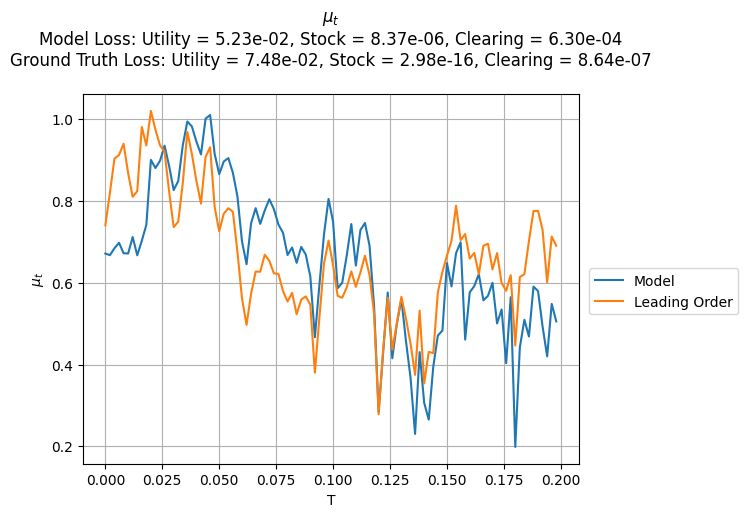 μt
Model Loss: Utility = 5.23e-02, Stock = 8.37e-06, Clearing = 6.30e-04
Ground Truth Loss: Utility = 7.48e-02, Stock = 2.98e-16, Clearing = 8.64e-07
1.0
0.8
0.6
0.4
0.2
μt
0.000 0.025 0.050 0.075 0.100 0.125 0.150 0.175 0.200
T
Model
Leading Order